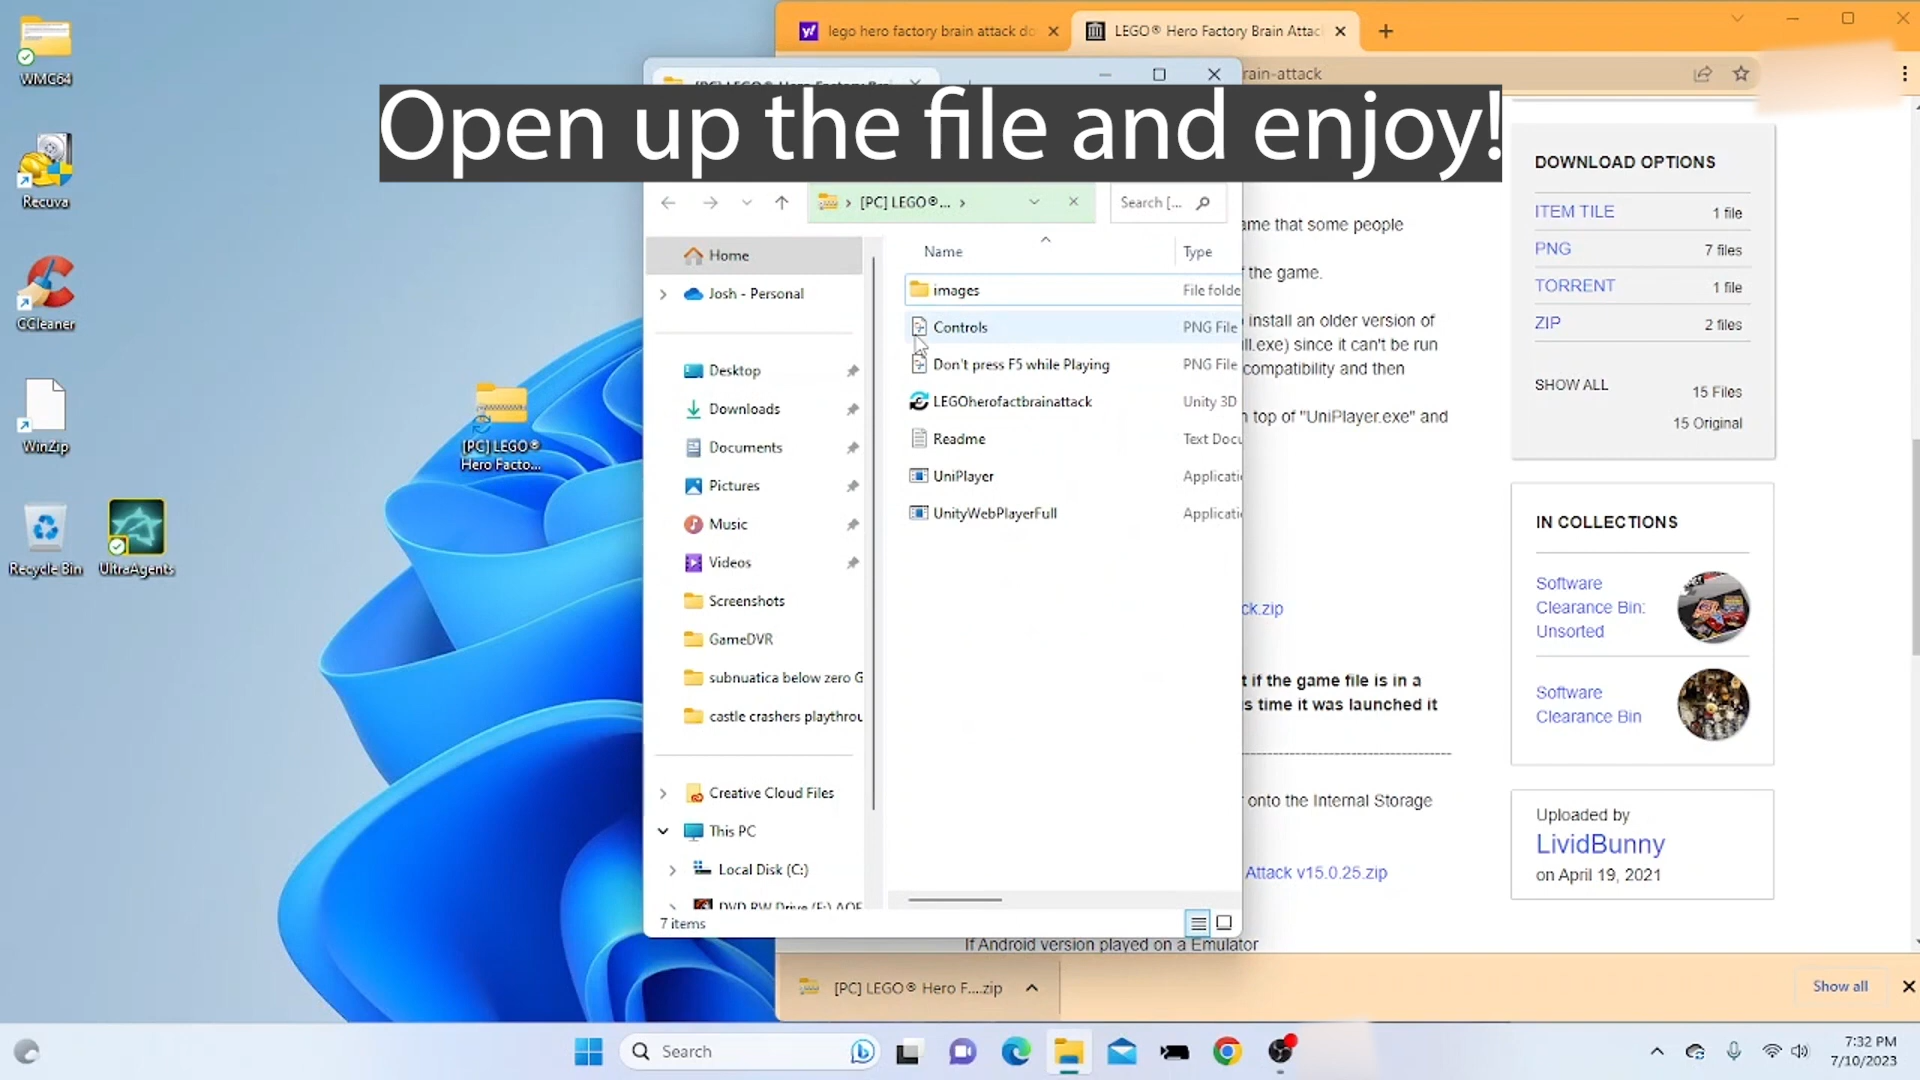 WMC64
Recuva
CCleaner
WinZip
Recycle Bin
UltraAgents
[PC] LEGO®
Hero Facto...
lego hero factory brain attack do
LEGO® Hero Factory Brain Attac
rain-attack
Open up the file and enjoy!
[PC] LEGO®...
Search [...
Home
Josh - Personal
Desktop
Downloads
Documents
Pictures
Music
Videos
Screenshots
GameDVR
subnuatica below zero G
castle crashers playthrou
Creative Cloud Files
This PC
Local Disk (C:)
7 items
Name
Type
images
File folde
Controls
PNG File
Don't press F5 while Playing
PNG File
LEGOherofactbrainattack
Unity 3D
Readme
Text Docu
UniPlayer
Applicati
UnityWebPlayerFull
Applicati
ame that some people
f the game.
install an older version of
ll.exe) since it can't be run
compatibility and then
n top of "UniPlayer.exe" and
ck.zip
t if the game file is in a
s time it was launched it
onto the Internal Storage
Attack v15.0.25.zip
If Android version played on a Emulator
DOWNLOAD OPTIONS
ITEM TILE
1 file
PNG
7 files
TORRENT
1 file
ZIP
2 files
SHOW ALL
15 Files
15 Original
IN COLLECTIONS
Software
Clearance Bin:
Unsorted
Software
Clearance Bin
Uploaded by
LividBunny
on April 19, 2021
[PC] LEGO® Hero F....zip
Show all
Search
7:32 PM
7/10/2023